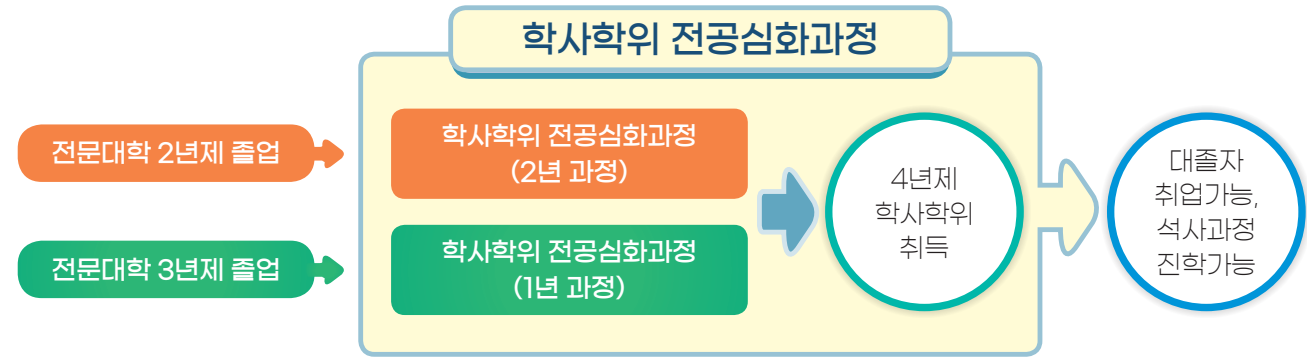 학사학위 전공심화과정
전문대학 2년제 졸업
학사학위 전공심화과정
(2년 과정)
전문대학 3년제 졸업
학사학위 전공심화과정
(1년 과정)
4년제
학사학위
취득
대졸자
취업가능,
석사과정
진학가능